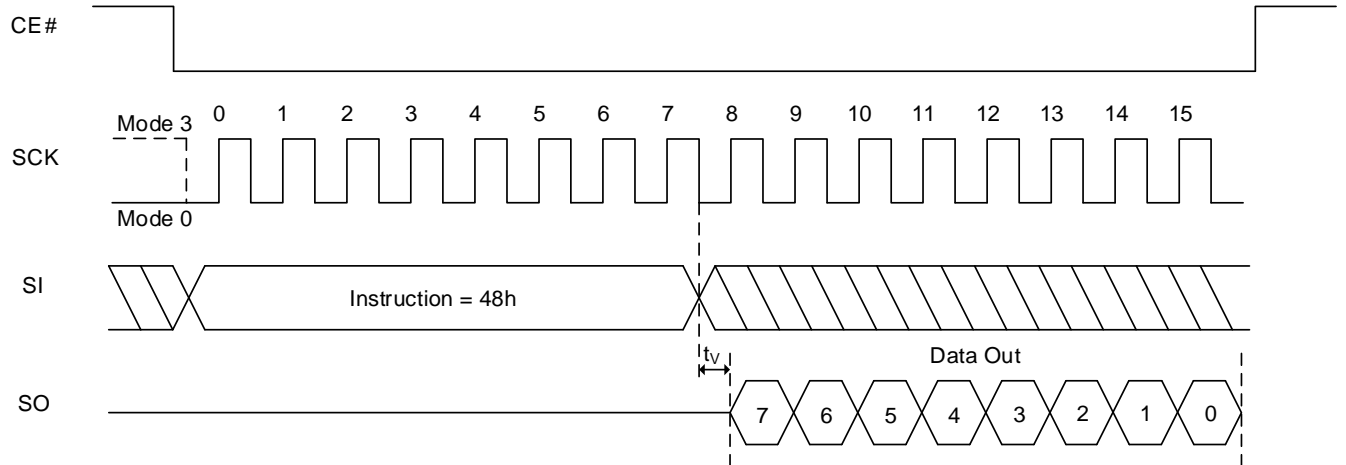 CE#
Mode 3 0 1 2 3 4 5 6 7 8 9 10 11 12 13 14 15
SCK
Mode 0
SI Instruction = 48h
tV Data Out
SO 7 6 5 4 3 2 1 0